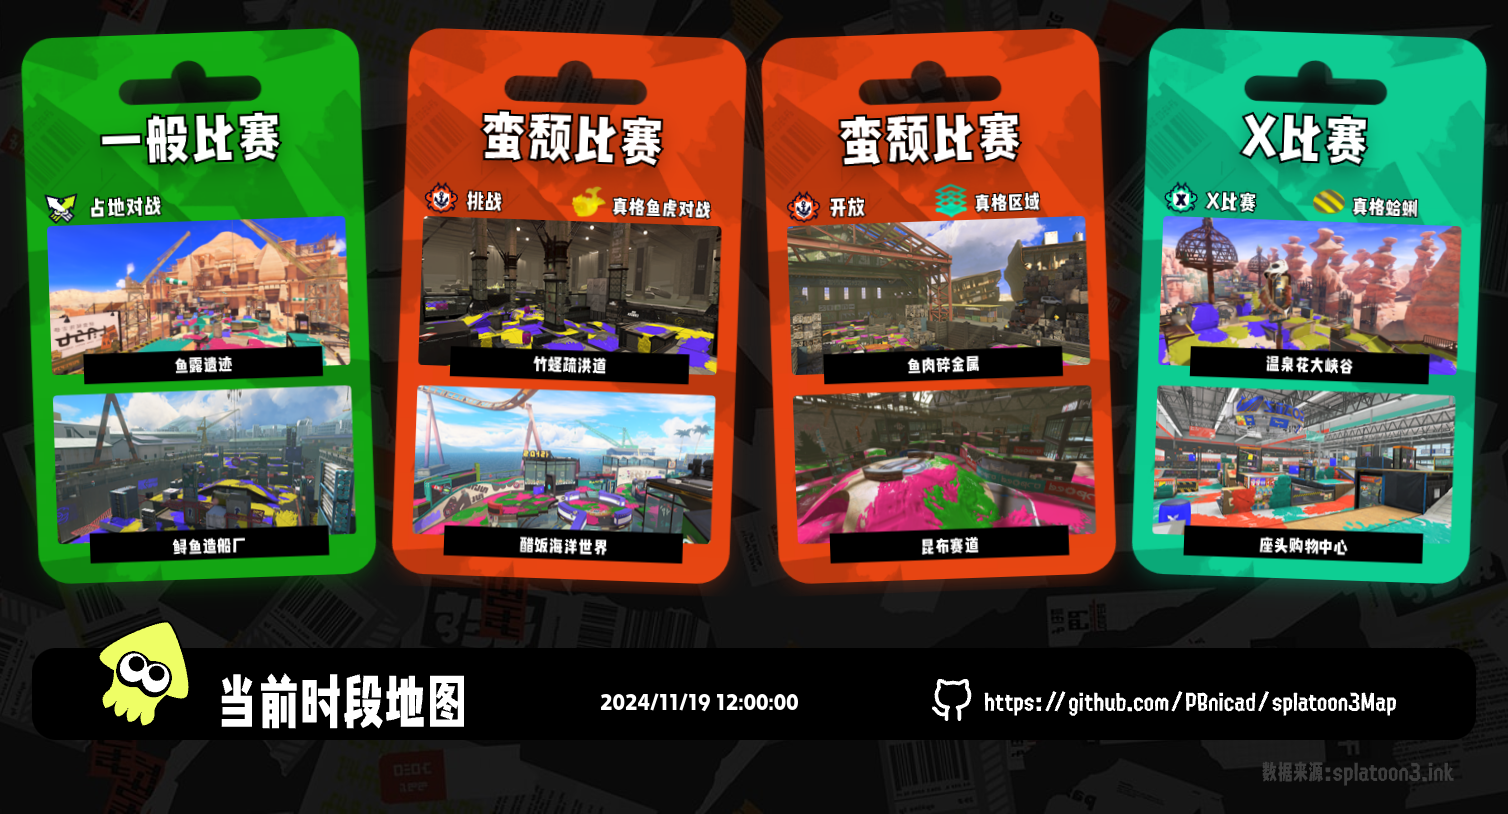 一般比赛
占地对战
鱼露遗迹
鲟鱼造船厂
蛮颓比赛
挑战
真格鱼虎对战
竹蛏疏洪道
醋饭海洋世界
蛮颓比赛
开放
真格区域
鱼肉碎金属
昆布赛道
X比赛
X比赛
真格蛤蜊
温泉花大峡谷
座头购物中心
当前时段地图
2024/11/19 12:00:00
https://github.com/PBnicad/splatoon3Map
数据来源:splatoon3.ink